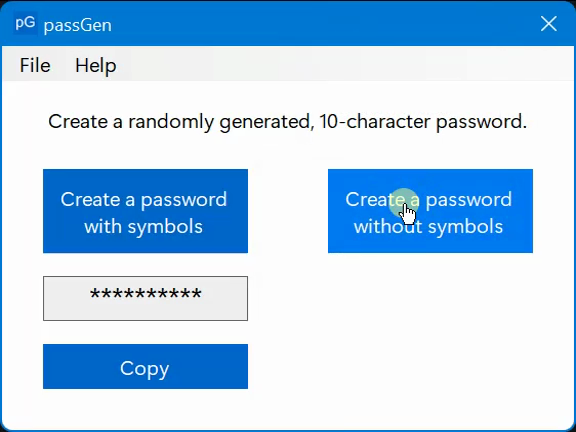 pG passGen
File Help
Create a randomly generated, 10-character password.
Create a password
with symbols
Create a password
without symbols
**********
Copy